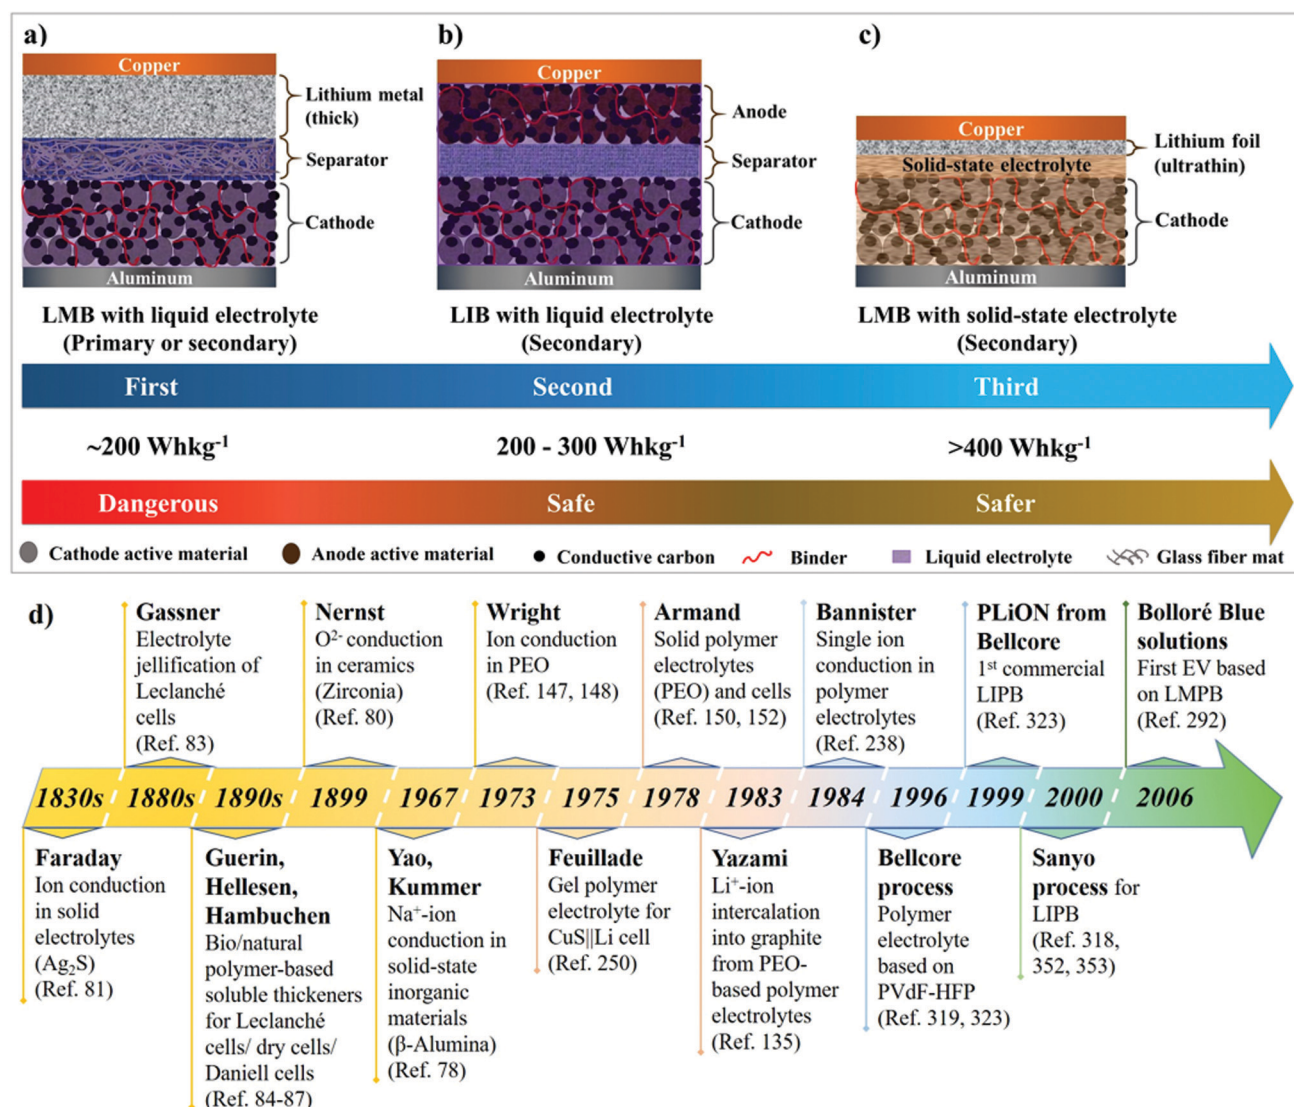 a)
Copper
Lithium metal
(thick)
Separator
Cathode
Aluminum
LMB with liquid electrolyte
(Primary or secondary)
b)
Copper
Anode
Separator
Cathode
Aluminum
LIB with liquid electrolyte
(Secondary)
c)
Copper
Lithium foil
(ultrathin)
Solid-state electrolyte
Cathode
Aluminum
LMB with solid-state electrolyte
(Secondary)
First
Second
Third
~200 Whkg⁻¹
200 - 300 Whkg⁻¹
>400 Whkg⁻¹
Dangerous
Safe
Safer
Cathode active material
Anode active material
Conductive carbon
Binder
Liquid electrolyte
Glass fiber mat
d)
Gassner
Electrolyte
jellification of
Leclanché
cells
(Ref. 83)
Nernst
O²⁻ conduction
in ceramics
(Zirconia)
(Ref. 80)
Wright
Ion conduction
in PEO
(Ref. 147, 148)
Armand
Solid polymer
electrolytes
(PEO) and cells
(Ref. 150, 152)
Bannister
Single ion
conduction in
polymer
electrolytes
(Ref. 238)
PLiON from
Bellcore
1ˢᵗ commercial
LIPB
(Ref. 323)
Bolloré Blue
solutions
First EV based
on LMPB
(Ref. 292)
1830s
1880s
1890s
1899
1967
1973
1975
1978
1983
1984
1996
1999
2000
2006
Faraday
Ion conduction
in solid
electrolytes
(Ag₂S)
(Ref. 81)
Guerin,
Hellesen,
Hambuchen
Bio/natural
polymer-based
soluble thickeners
for Leclanché
cells/ dry cells/
Daniell cells
(Ref. 84-87)
Yao,
Kummer
Na⁺-ion
conduction in
solid-state
inorganic
materials
(β-Alumina)
(Ref. 78)
Feuillade
Gel polymer
electrolyte for
CuS||Li cell
(Ref. 250)
Yazami
Li⁺-ion
intercalation
into graphite
from PEO-
based polymer
electrolytes
(Ref. 135)
Bellcore
process
Polymer
electrolyte
based on
PVdF-HFP
(Ref. 319, 323)
Sanyo
process for
LIPB
(Ref. 318,
352, 353)